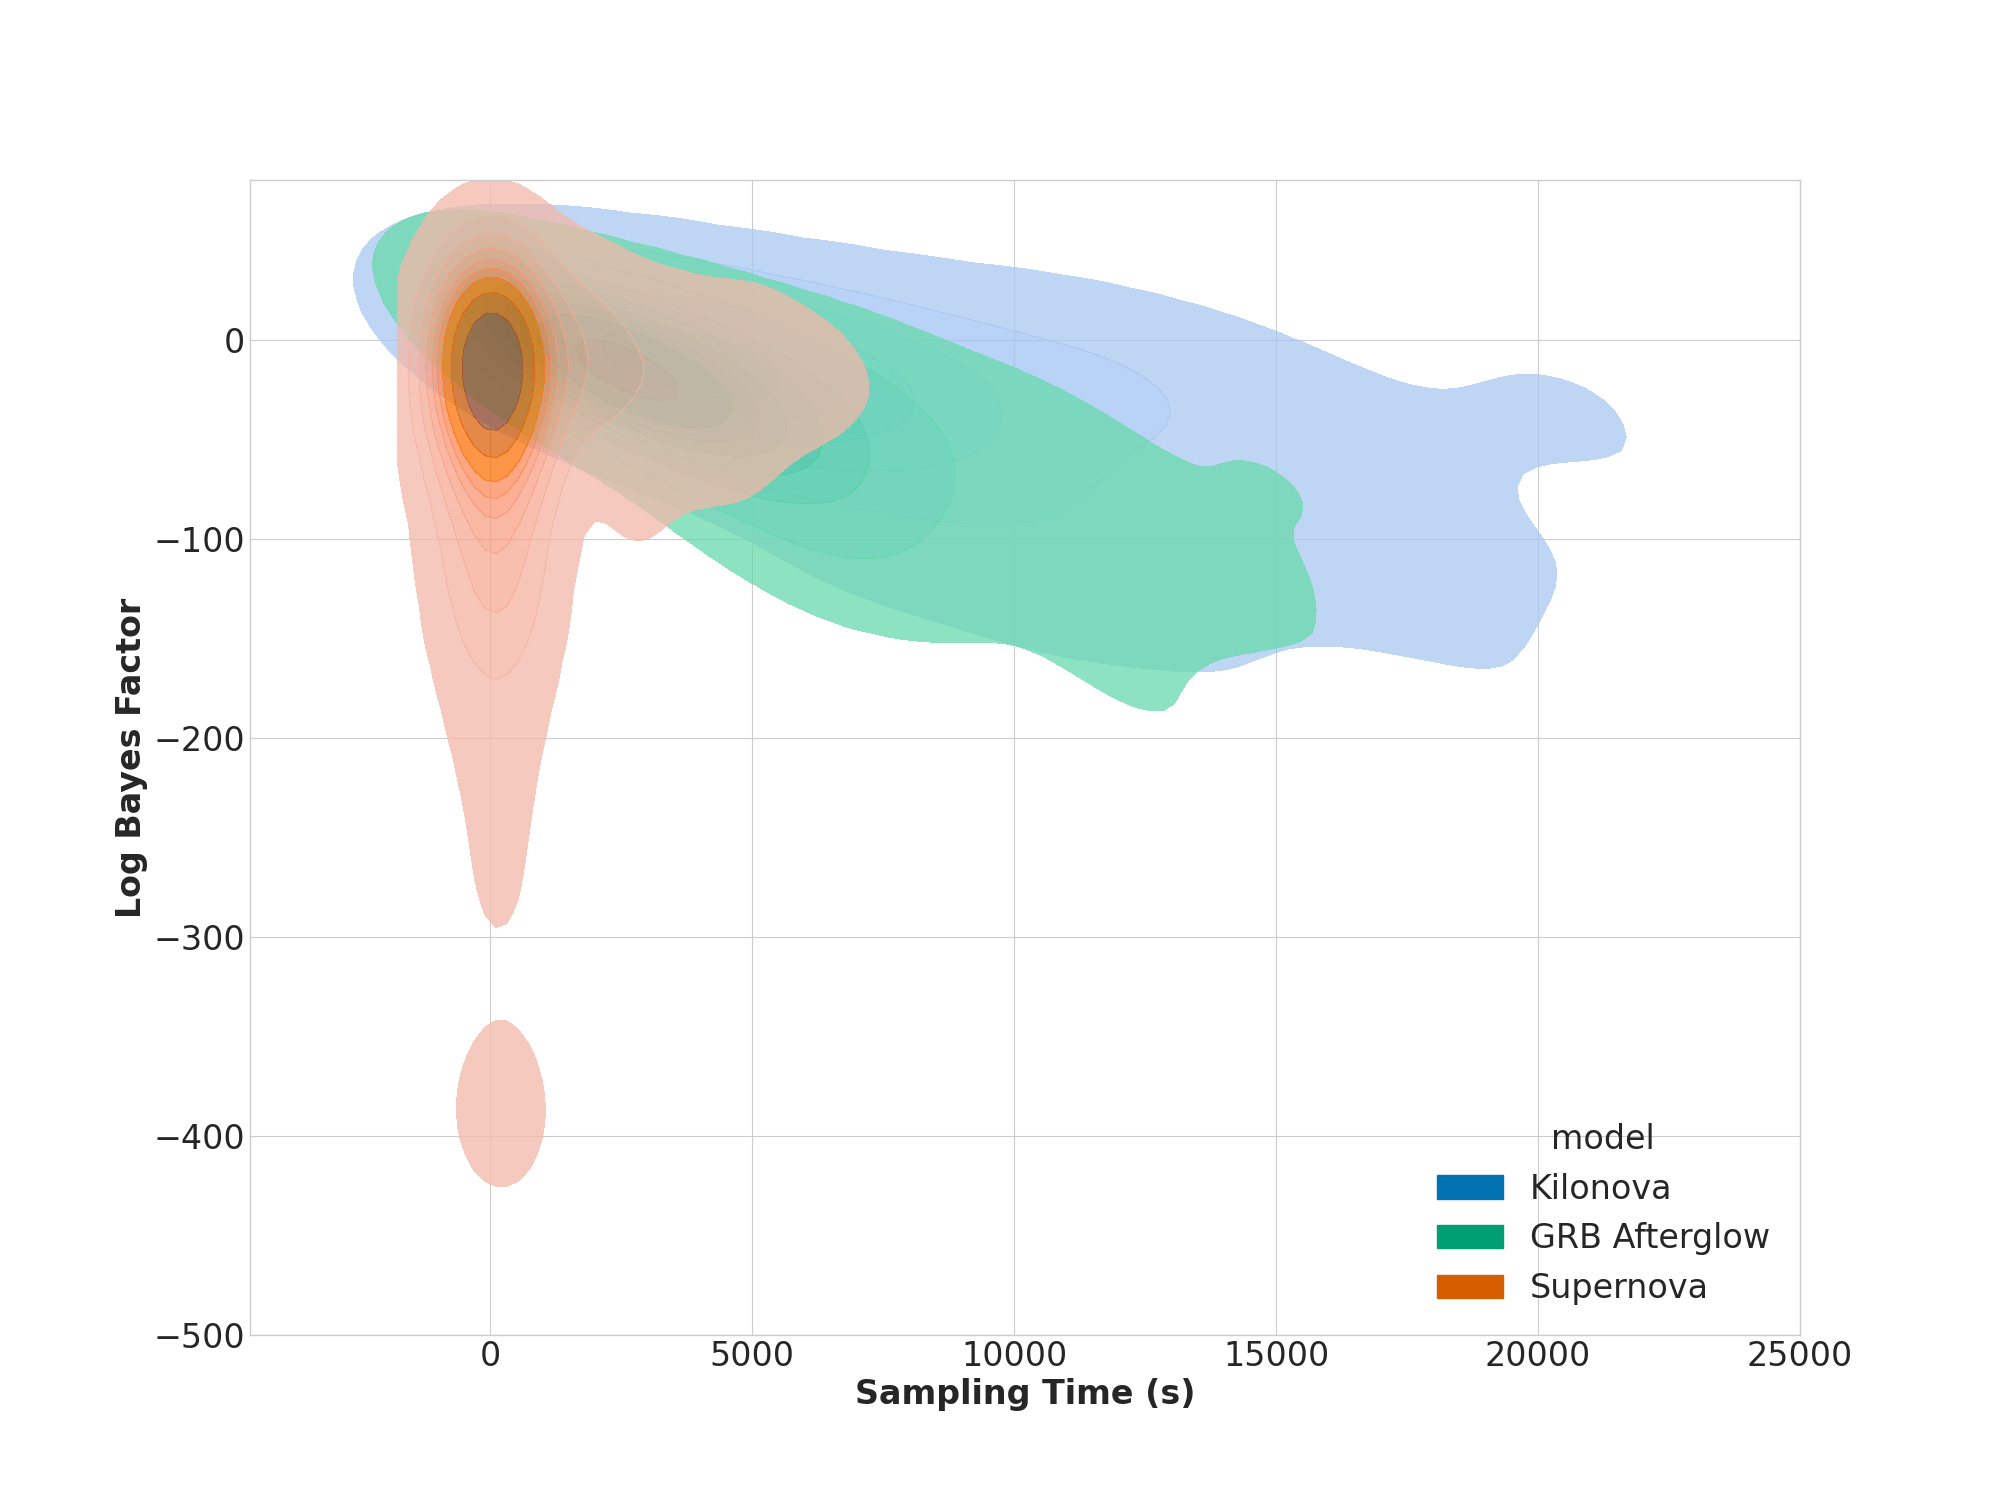 0
−100
−200
−300
−400
−500
Log Bayes Factor
0 5000 10000 15000 20000 25000
Sampling Time (s)
model
Kilonova
GRB Afterglow
Supernova